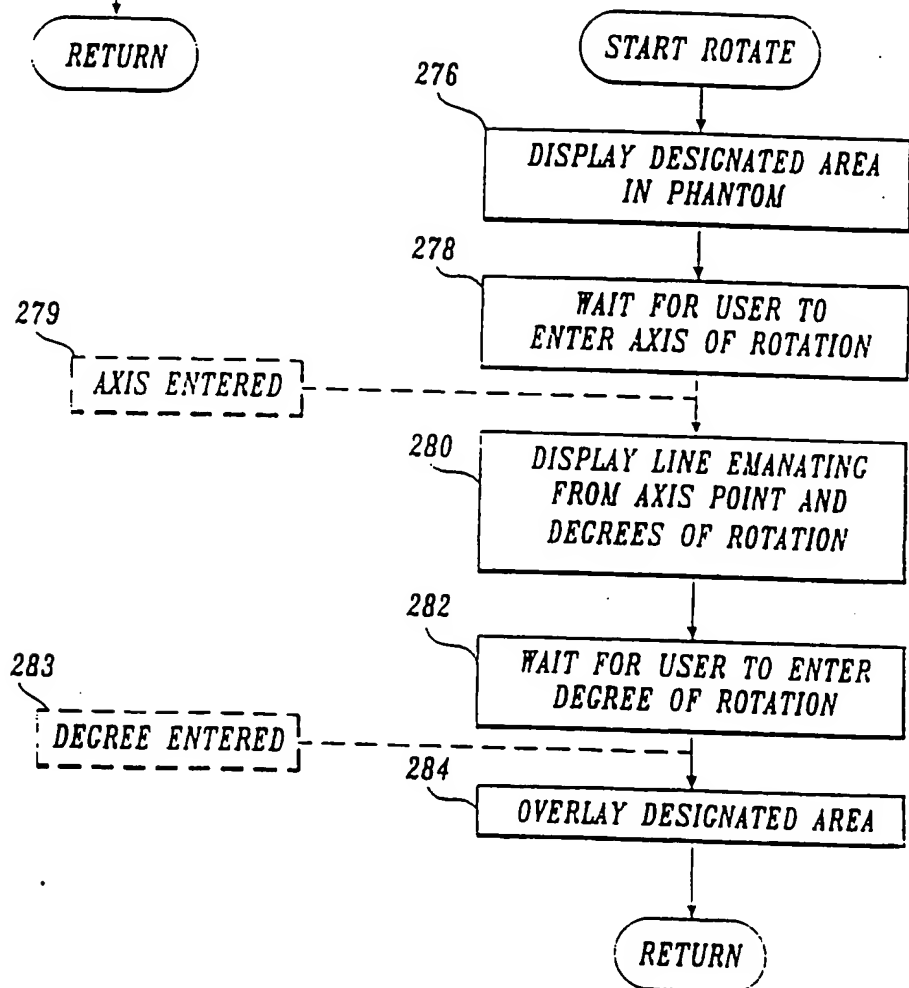 RETURN
START ROTATE
276
DISPLAY DESIGNATED AREA
IN PHANTOM
278
WAIT FOR USER TO
ENTER AXIS OF ROTATION
279
AXIS ENTERED
280
DISPLAY LINE EMANATING
FROM AXIS POINT AND
DEGREES OF ROTATION
282
WAIT FOR USER TO ENTER
DEGREE OF ROTATION
283
DEGREE ENTERED
284
OVERLAY DESIGNATED AREA
RETURN